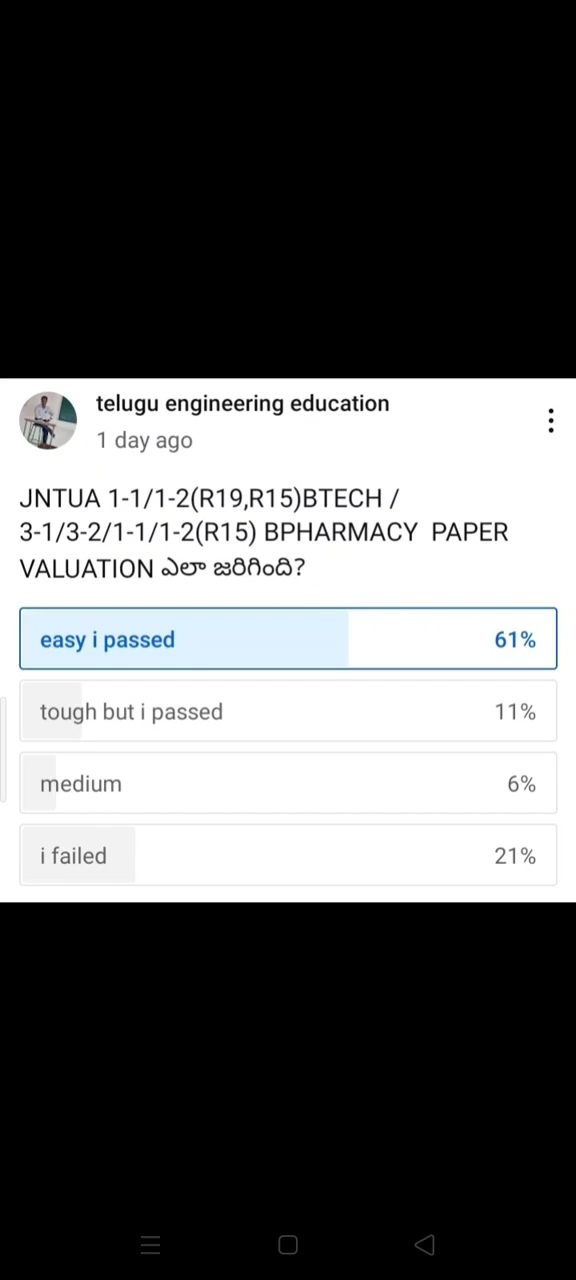 telugu engineering education
1 day ago
JNTUA 1-1/1-2(R19,R15)BTECH /
3-1/3-2/1-1/1-2(R15) BPHARMACY PAPER
VALUATION ఎలా జరిగింది?
easy i passed 61%
tough but i passed 11%
medium 6%
i failed 21%